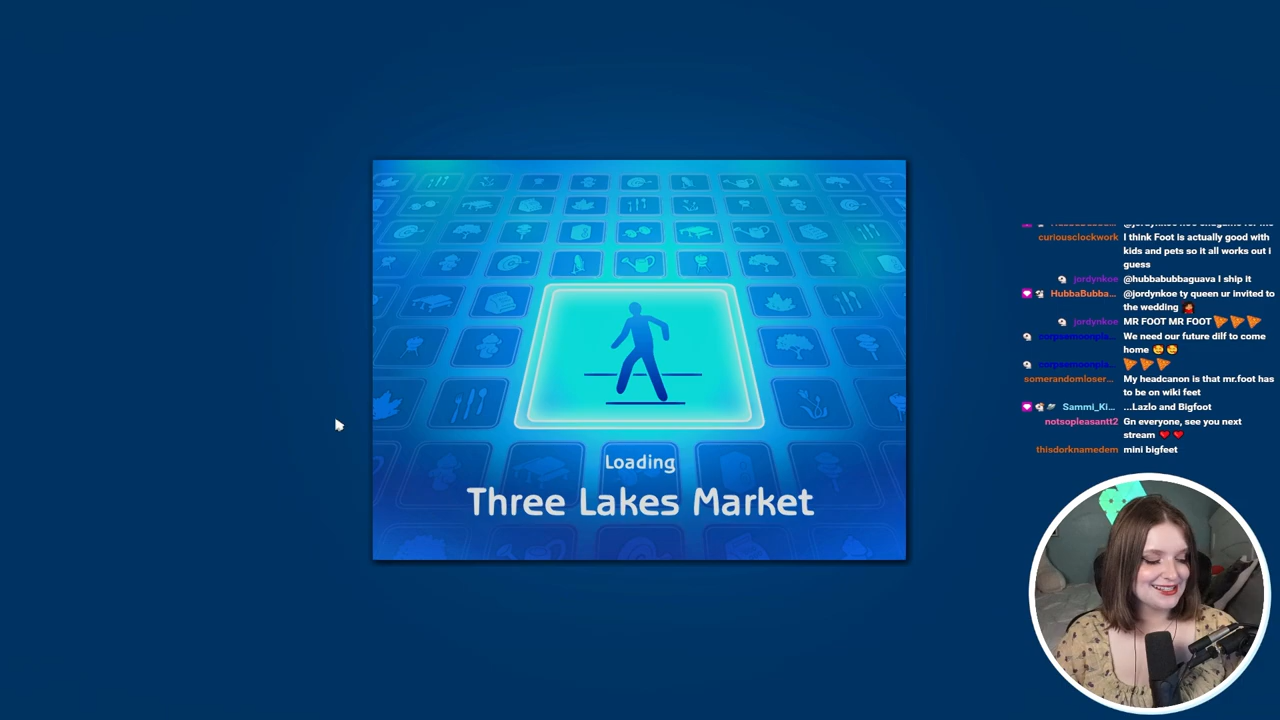 curiousclockwork I think Foot is actually good with
kids and pets so it all works out i
guess
jordynkoe @hubbabubbaguava I ship it
HubbaBubba... @jordynkoe ty queen ur invited to
the wedding
jordynkoe MR FOOT MR FOOT
corpsemoonpla... We need our future dilf to come
home
corpsemoonpla...
somerandomloser... My headcanon is that mr.foot has
to be on wiki feet
Sammi_Ki... ...Lazlo and Bigfoot
notsopleasantt2 Gn everyone, see you next
stream
thisdorknamedem mini bigfeet
Loading
Three Lakes Market